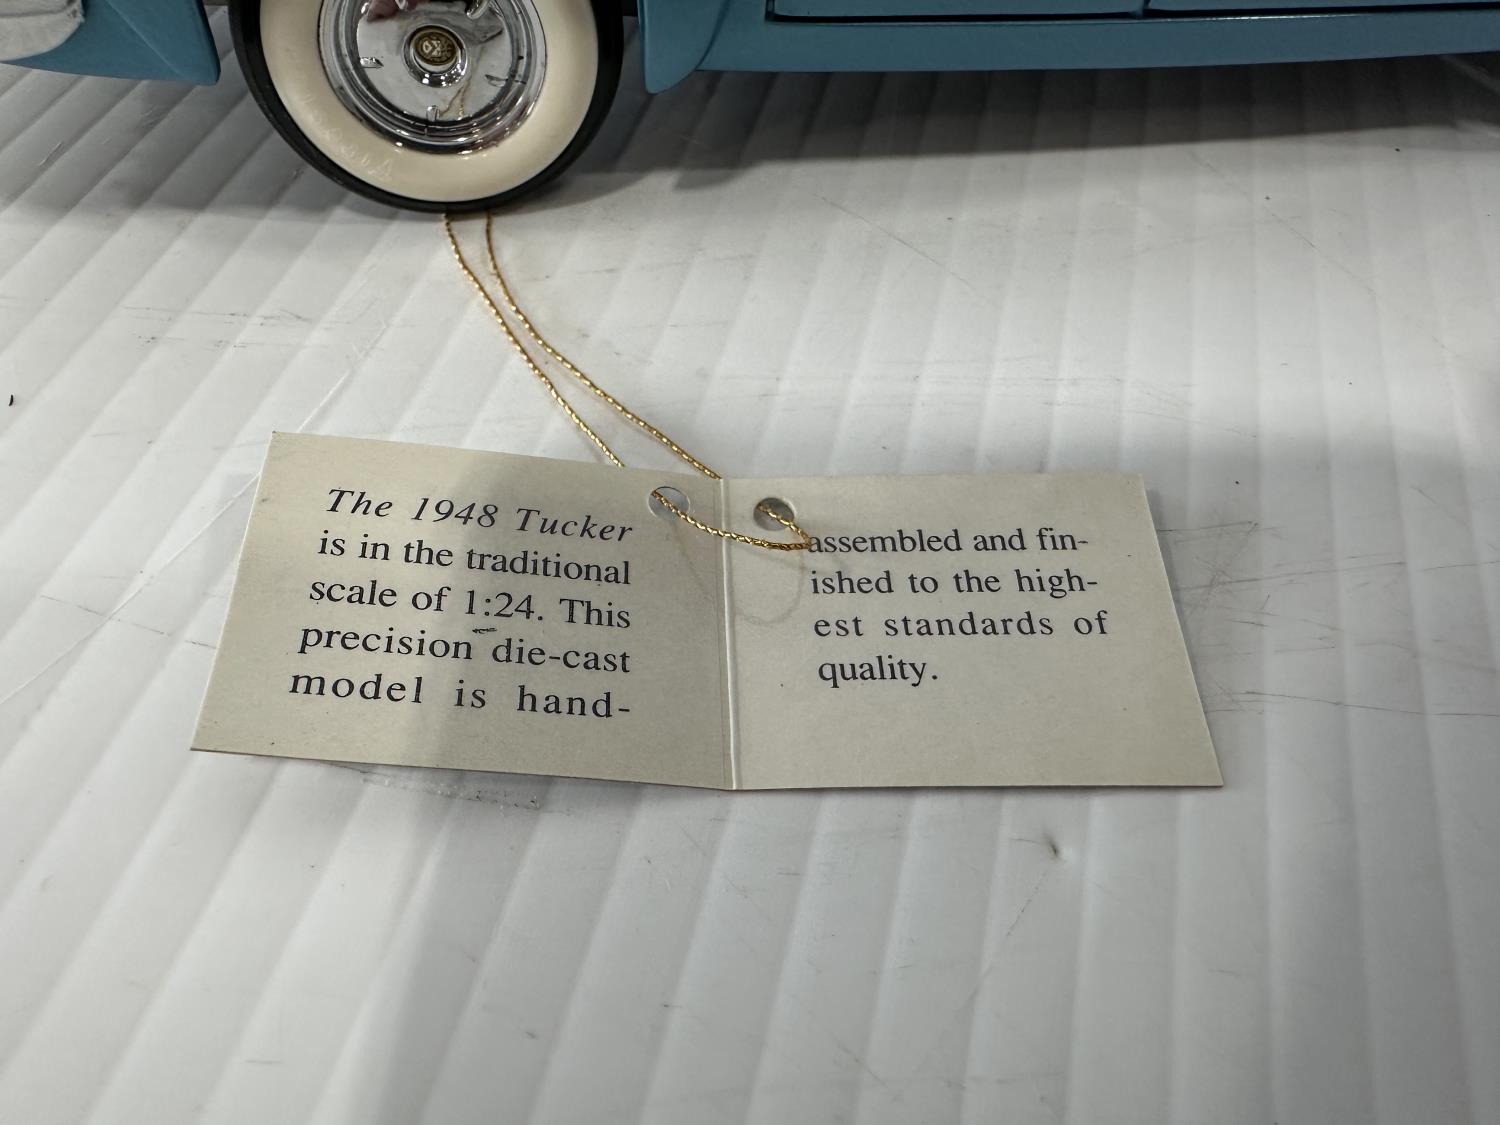 The 1948 Tucker
is in the traditional
scale of 1:24. This
precision die-cast
model is hand-
assembled and fin-
ished to the high-
est standards of
quality.